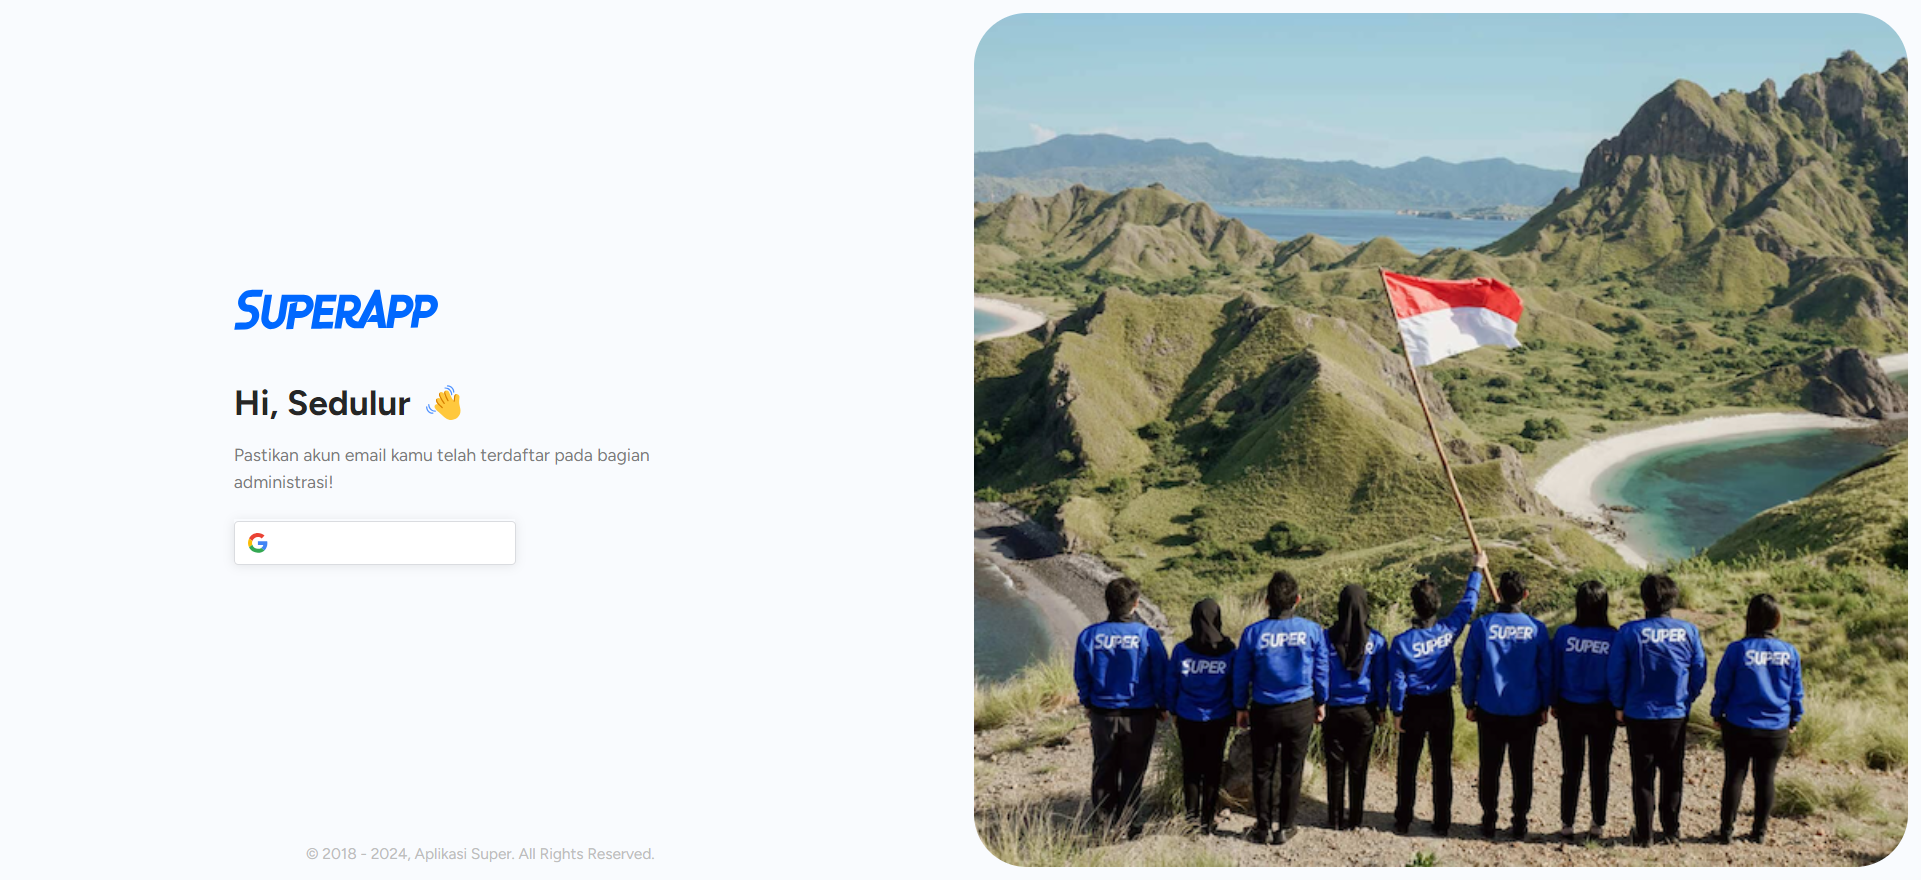 SUPERAPP
Hi, Sedulur
Pastikan akun email kamu telah terdaftar pada bagian
administrasi!
© 2018 - 2024, Aplikasi Super. All Rights Reserved.
SUPER
SUPER
SUPER
R
SUPER
SUPER
SUPER
SUPER
SUPER